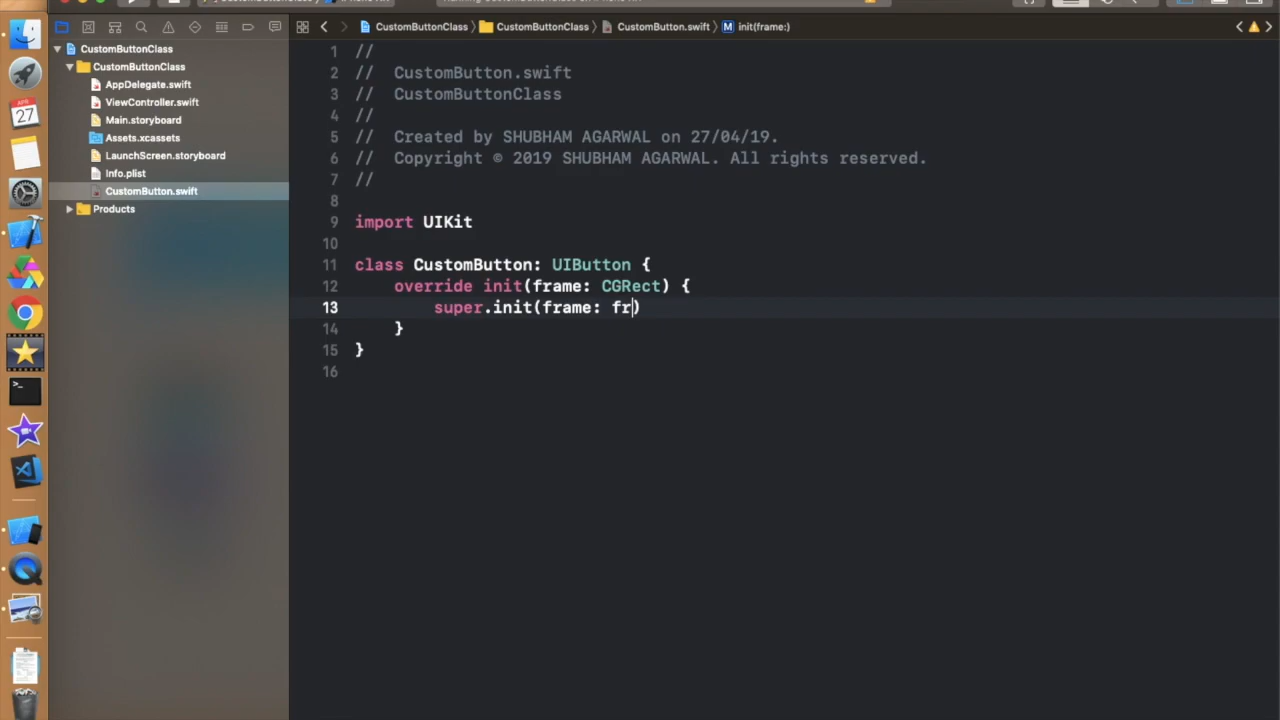 CustomButtonClass
CustomButtonClass
CustomButton.swift
init(frame:)
CustomButtonClass
CustomButtonClass
AppDelegate.swift
ViewController.swift
Main.storyboard
Assets.xcassets
LaunchScreen.storyboard
Info.plist
CustomButton.swift
Products
APR
27
1 //
2 // CustomButton.swift
3 // CustomButtonClass
4 //
5 // Created by SHUBHAM AGARWAL on 27/04/19.
6 // Copyright © 2019 SHUBHAM AGARWAL. All rights reserved.
7 //
8
9 import UIKit
10
11 class CustomButton: UIButton {
12 override init(frame: CGRect) {
13 super.init(frame: fr)
14 }
15 }
16